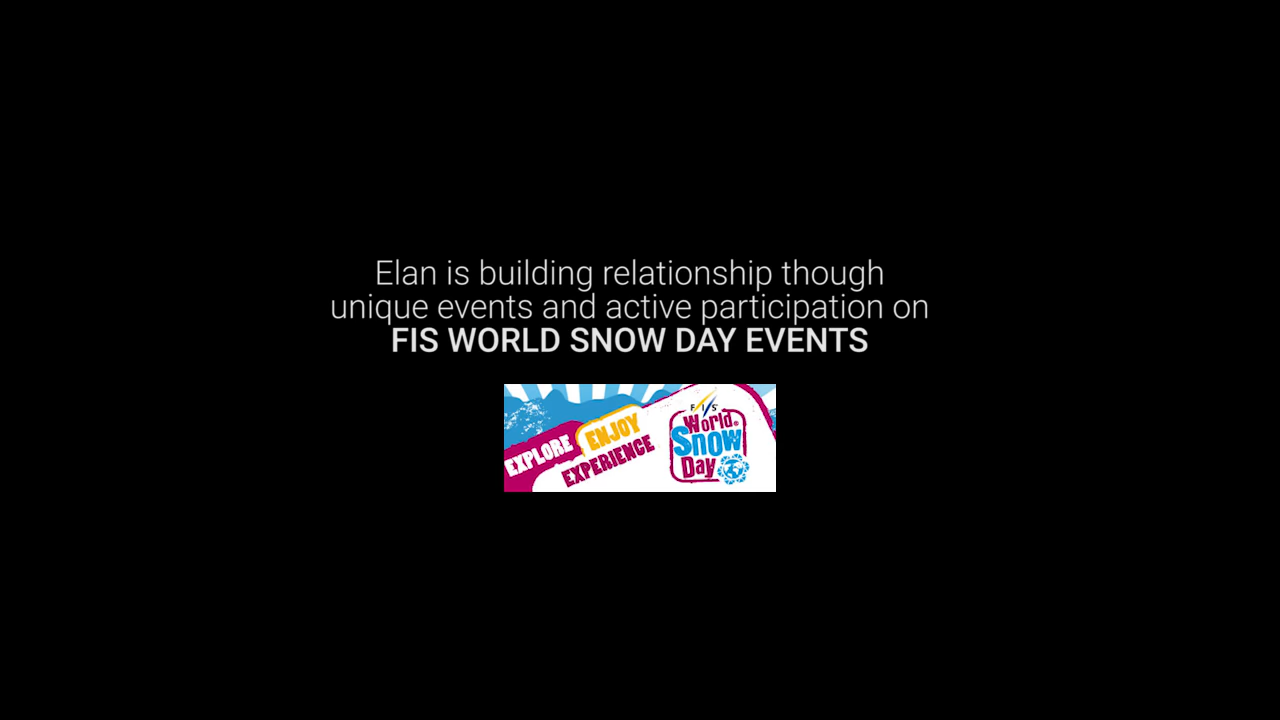 Elan is building relationship though
unique events and active participation on
FIS WORLD SNOW DAY EVENTS
FIS
World
Snow
Day
EXPLORE
ENJOY
EXPERIENCE